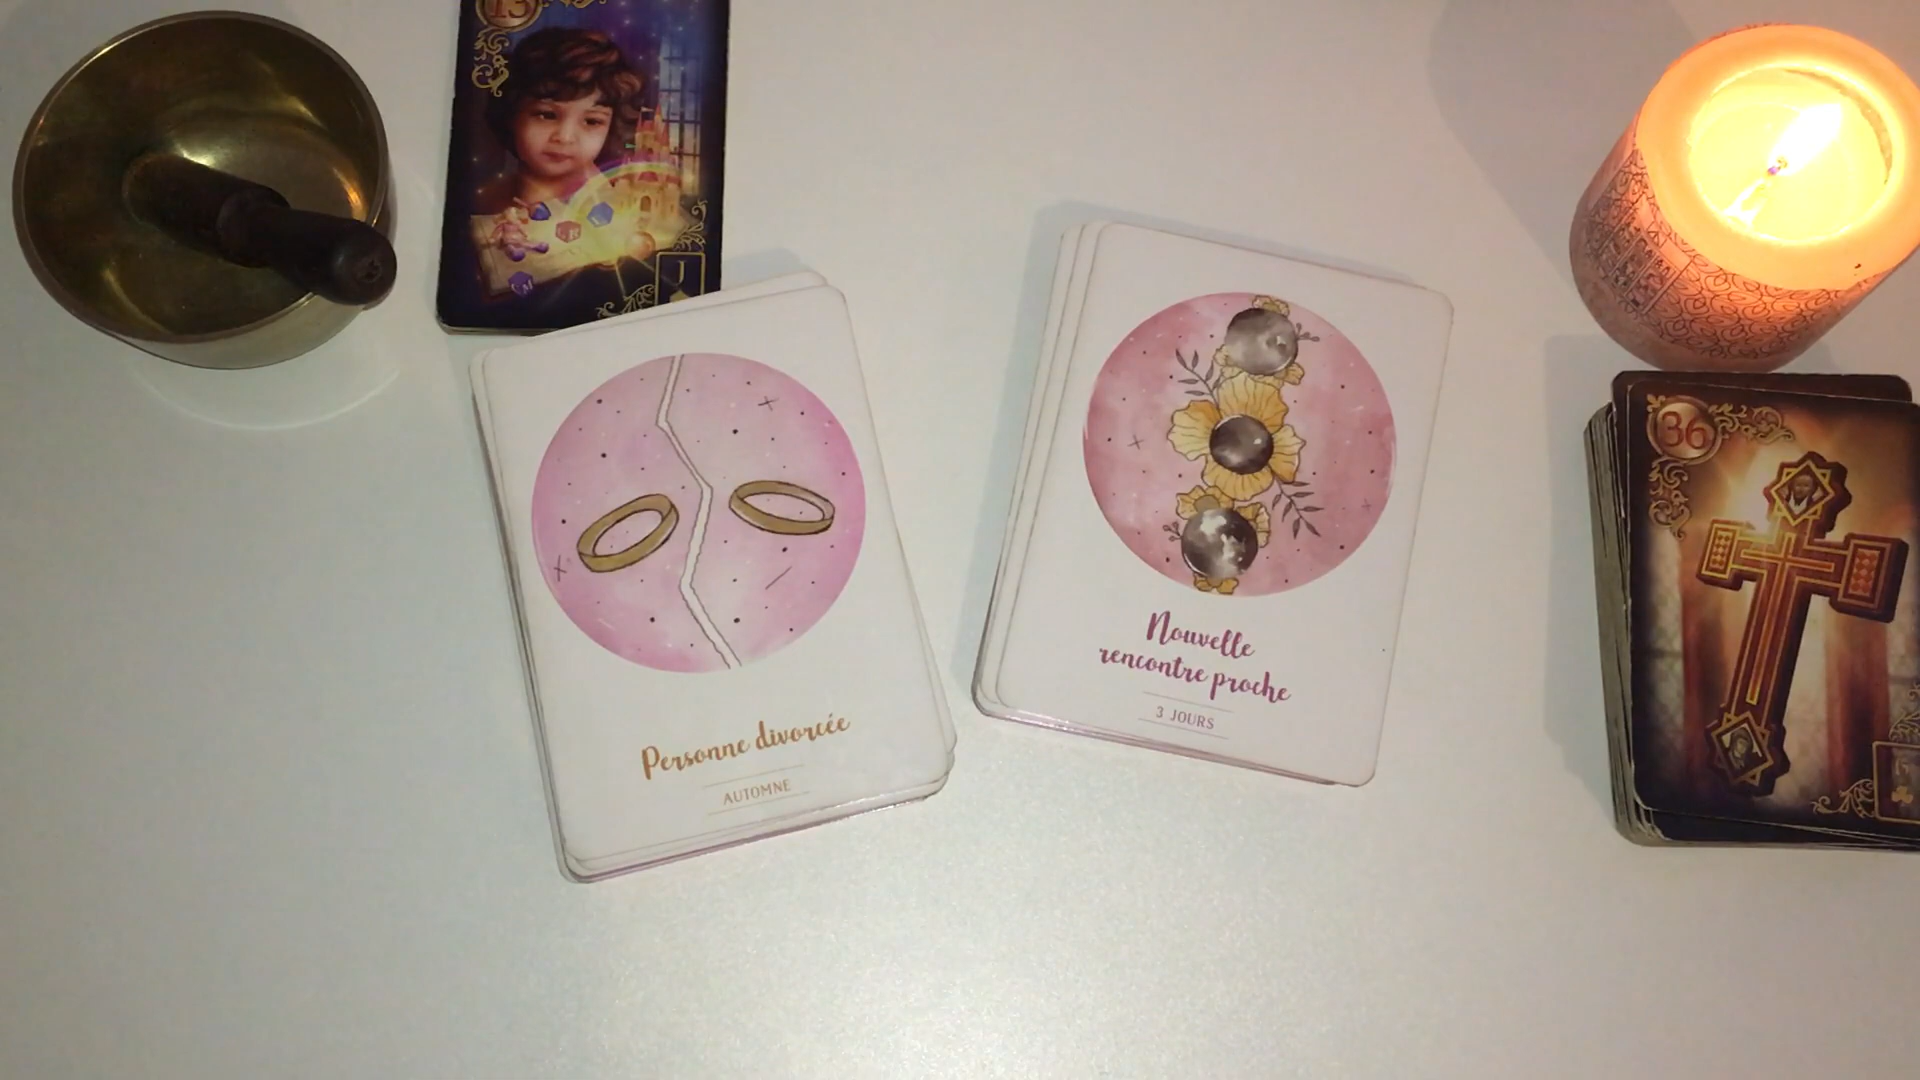 13
J
Personne divorcée
AUTOMNE
Nouvelle
rencontre proche
3 JOURS
36